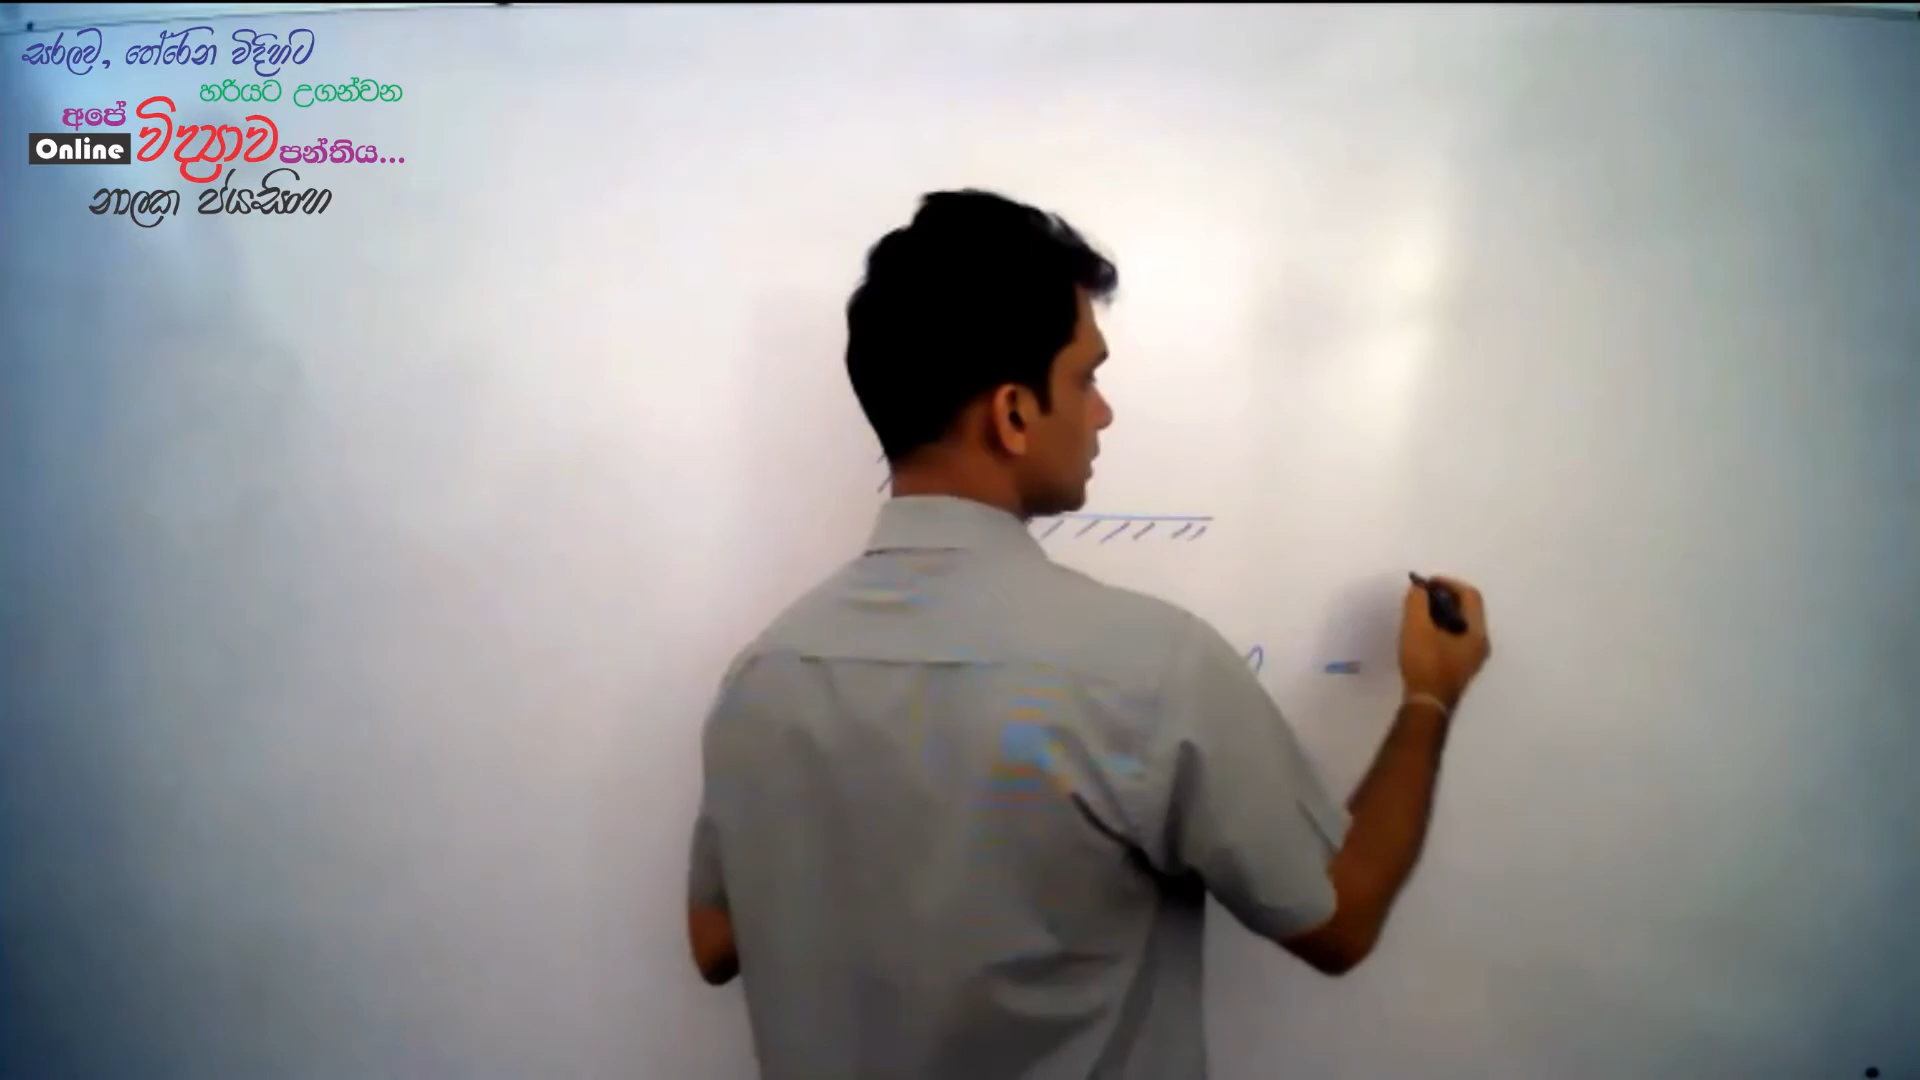 සරලව, තේරෙන විදිහට
හරියට උගන්වන
අපේ
Online විද්‍යාව පන්තිය...
නාලක ජයසිංහ